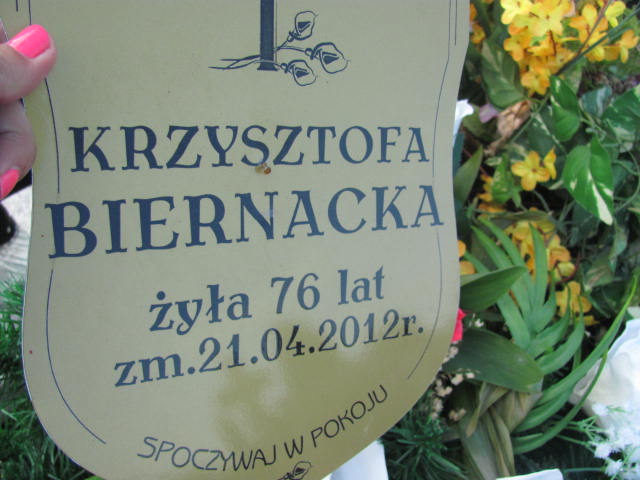 KRZYSZTOFA
BIERNACKA
żyła 76 lat
zm.21.04.2012r.
SPOCZYWAJ W POKOJU